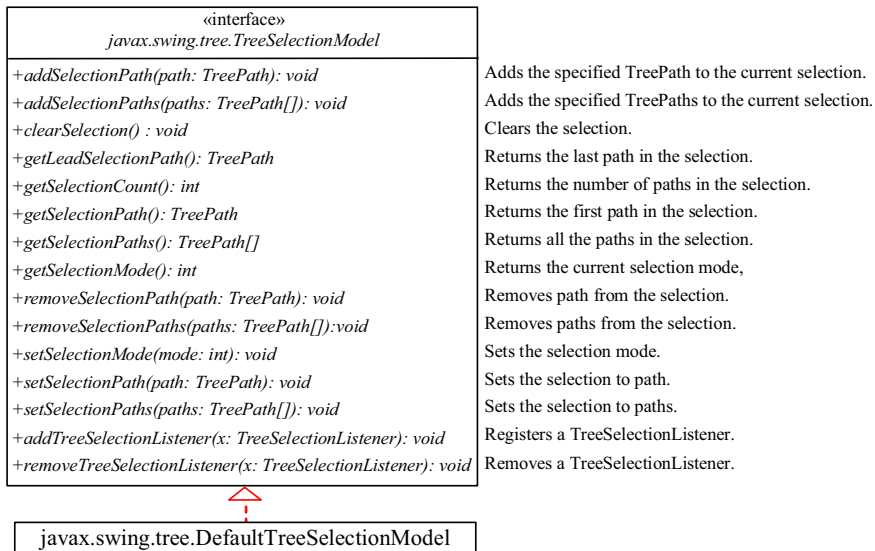 «interface»
javax.swing.tree.TreeSelectionModel
+addSelectionPath(path: TreePath): void Adds the specified TreePath to the current selection.
+addSelectionPaths(paths: TreePath[]): void Adds the specified TreePaths to the current selection.
+clearSelection() : void Clears the selection.
+getLeadSelectionPath(): TreePath Returns the last path in the selection.
+getSelectionCount(): int Returns the number of paths in the selection.
+getSelectionPath(): TreePath Returns the first path in the selection.
+getSelectionPaths(): TreePath[] Returns all the paths in the selection.
+getSelectionMode(): int Returns the current selection mode,
+removeSelectionPath(path: TreePath): void Removes path from the selection.
+removeSelectionPaths(paths: TreePath[]):void Removes paths from the selection.
+setSelectionMode(mode: int): void Sets the selection mode.
+setSelectionPath(path: TreePath): void Sets the selection to path.
+setSelectionPaths(paths: TreePath[]): void Sets the selection to paths.
+addTreeSelectionListener(x: TreeSelectionListener): void Registers a TreeSelectionListener.
+removeTreeSelectionListener(x: TreeSelectionListener): void Removes a TreeSelectionListener.
javax.swing.tree.DefaultTreeSelectionModel